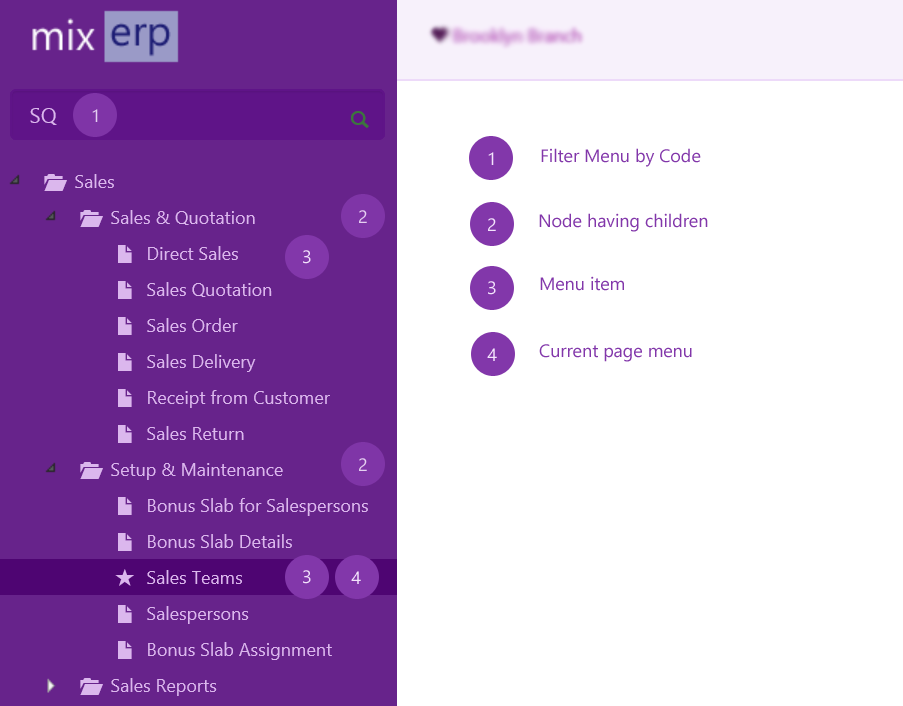 mix erp
SQ 1
Sales
Sales & Quotation 2
Direct Sales 3
Sales Quotation
Sales Order
Sales Delivery
Receipt from Customer
Sales Return
Setup & Maintenance 2
Bonus Slab for Salespersons
Bonus Slab Details
Sales Teams 3 4
Salespersons
Bonus Slab Assignment
Sales Reports
Brooklyn Branch
1 Filter Menu by Code
2 Node having children
3 Menu item
4 Current page menu